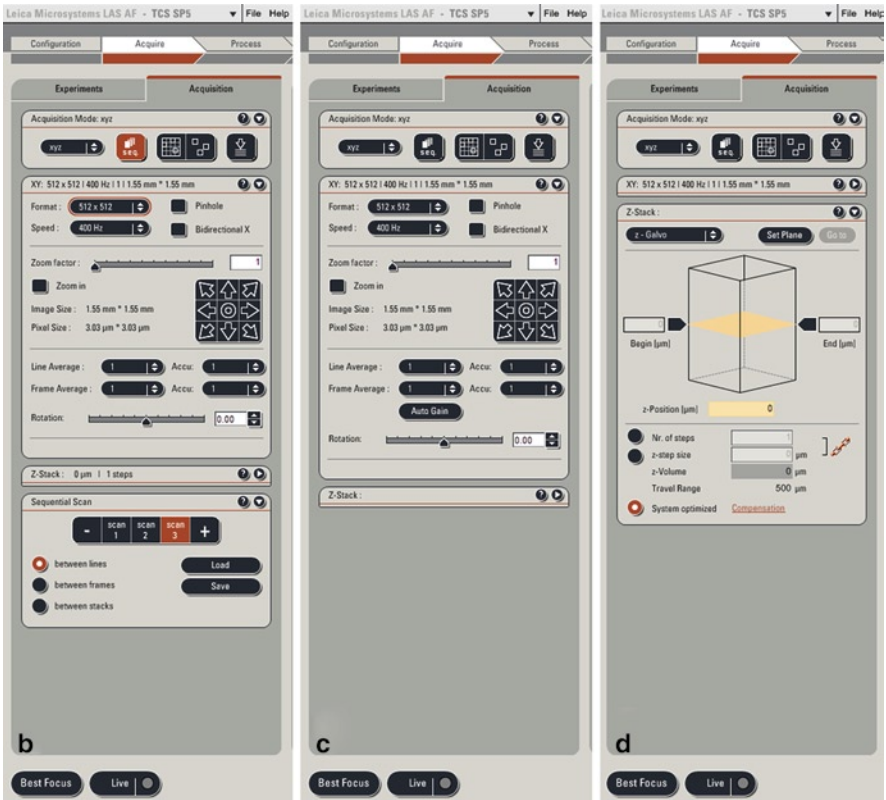 Leica Microsystems LAS AF - TCS SP5 File Help
Configuration Acquire Process
Experiments Acquisition
Acquisition Mode: xyz
xyz seq.
XY: 512 x 512 | 400 Hz | 1 | 1.55 mm * 1.55 mm
Format : 512 x 512 Pinhole
Speed : 400 Hz Bidirectional X
Zoom factor : 1
Zoom in
Image Size : 1.55 mm * 1.55 mm
Pixel Size : 3.03 µm * 3.03 µm
Line Average : 1 Accu: 1
Frame Average : 1 Accu: 1
Rotation: 0.00
Z-Stack : 0 µm | 1 steps
Sequential Scan
- scan 1 scan 2 scan 3 +
between lines Load
between frames Save
between stacks
b
Best Focus Live
Leica Microsystems LAS AF - TCS SP5 File Help
Configuration Acquire Process
Experiments Acquisition
Acquisition Mode: xyz
xyz seq.
XY: 512 x 512 | 400 Hz | 1 | 1.55 mm * 1.55 mm
Format : 512 x 512 Pinhole
Speed : 400 Hz Bidirectional X
Zoom factor : 1
Zoom in
Image Size : 1.55 mm * 1.55 mm
Pixel Size : 3.03 µm * 3.03 µm
Line Average : 1 Accu: 1
Frame Average : 1 Accu: 1
Auto Gain
Rotation: 0.00
Z-Stack :
c
Best Focus Live
Leica Microsystems LAS AF - TCS SP5 File Help
Configuration Acquire Process
Experiments Acquisition
Acquisition Mode: xyz
xyz seq.
XY: 512 x 512 | 400 Hz | 1 | 1.55 mm * 1.55 mm
Z-Stack :
z - Galvo Set Plane Go to
0 0
Begin [µm] End [µm]
z-Position [µm] 0
Nr. of steps 1
z-step size 0 µm
z-Volume 0 µm
Travel Range 500 µm
System optimized Compensation
d
Best Focus Live